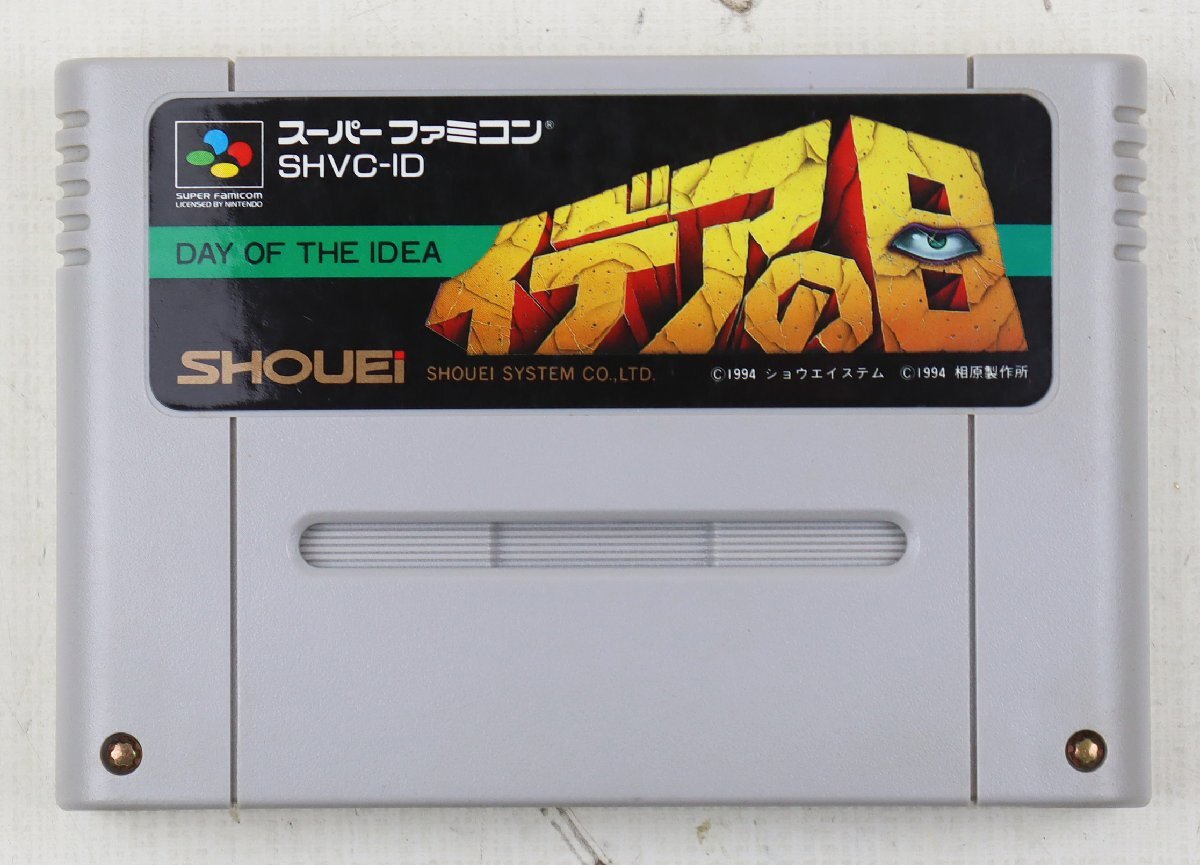 スーパーファミコン®
SHVC-ID
SUPER FAMICOM
LICENSED BY NINTENDO
DAY OF THE IDEA
イデアの日
SHOUEi
SHOUEI SYSTEM CO.,LTD.
©1994 ショウエイステム ©1994 相原製作所